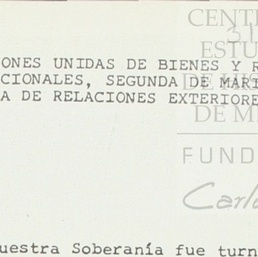 CENT
ESTU
DE M
ONES UNIDAS DE BIENES Y R
CIONALES, SEGUNDA DE MARI
A DE RELACIONES EXTERIORE
FUND
Carlo
uestra Soberanía fue turn